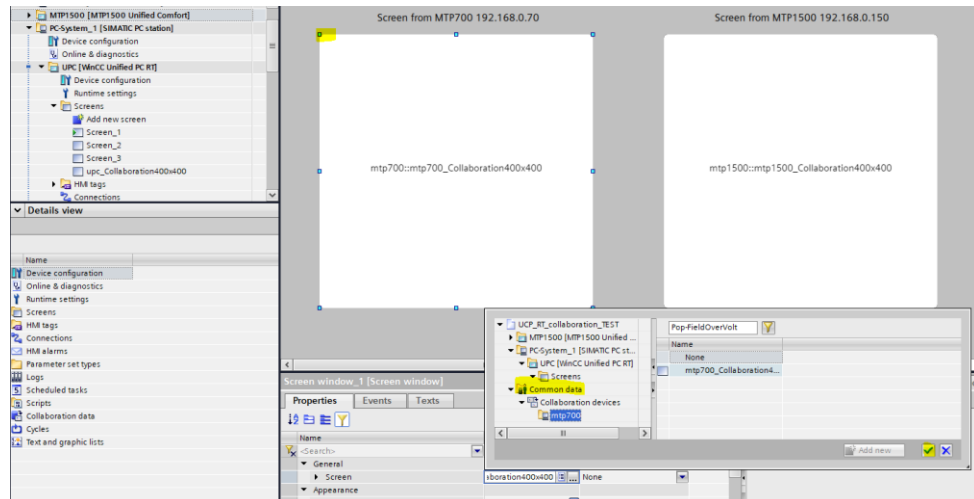 MTP1500 [MTP1500 Unified Comfort]
PC-System_1 [SIMATIC PC station]
Device configuration
Online & diagnostics
UPC [WinCC Unified PC RT]
Device configuration
Runtime settings
Screens
Add new screen
Screen_1
Screen_2
Screen_3
upc_Collaboration400x400
HMI tags
Connections
Details view
Name
Device configuration
Online & diagnostics
Runtime settings
Screens
HMI tags
Connections
HMI alarms
Parameter set types
Logs
Scheduled tasks
Scripts
Collaboration data
Cycles
Text and graphic lists
Screen from MTP700 192.168.0.70
Screen from MTP1500 192.168.0.150
mtp700::mtp700_Collaboration400x400
mtp1500::mtp1500_Collaboration400x400
Screen window_1 [Screen window]
Properties Events Texts
Name
<Search>
General
Screen
aboration400x400 ... None
Appearance
UCP_RT_collaboration_TEST
MTP1500 [MTP1500 Unified ...
PC-System_1 [SIMATIC PC st...
UPC [WinCC Unified PC RT]
Screens
Common data
Collaboration devices
mtp700
Pop-FieldOverVolt
Name
None
mtp700_Collaboration4...
Add new